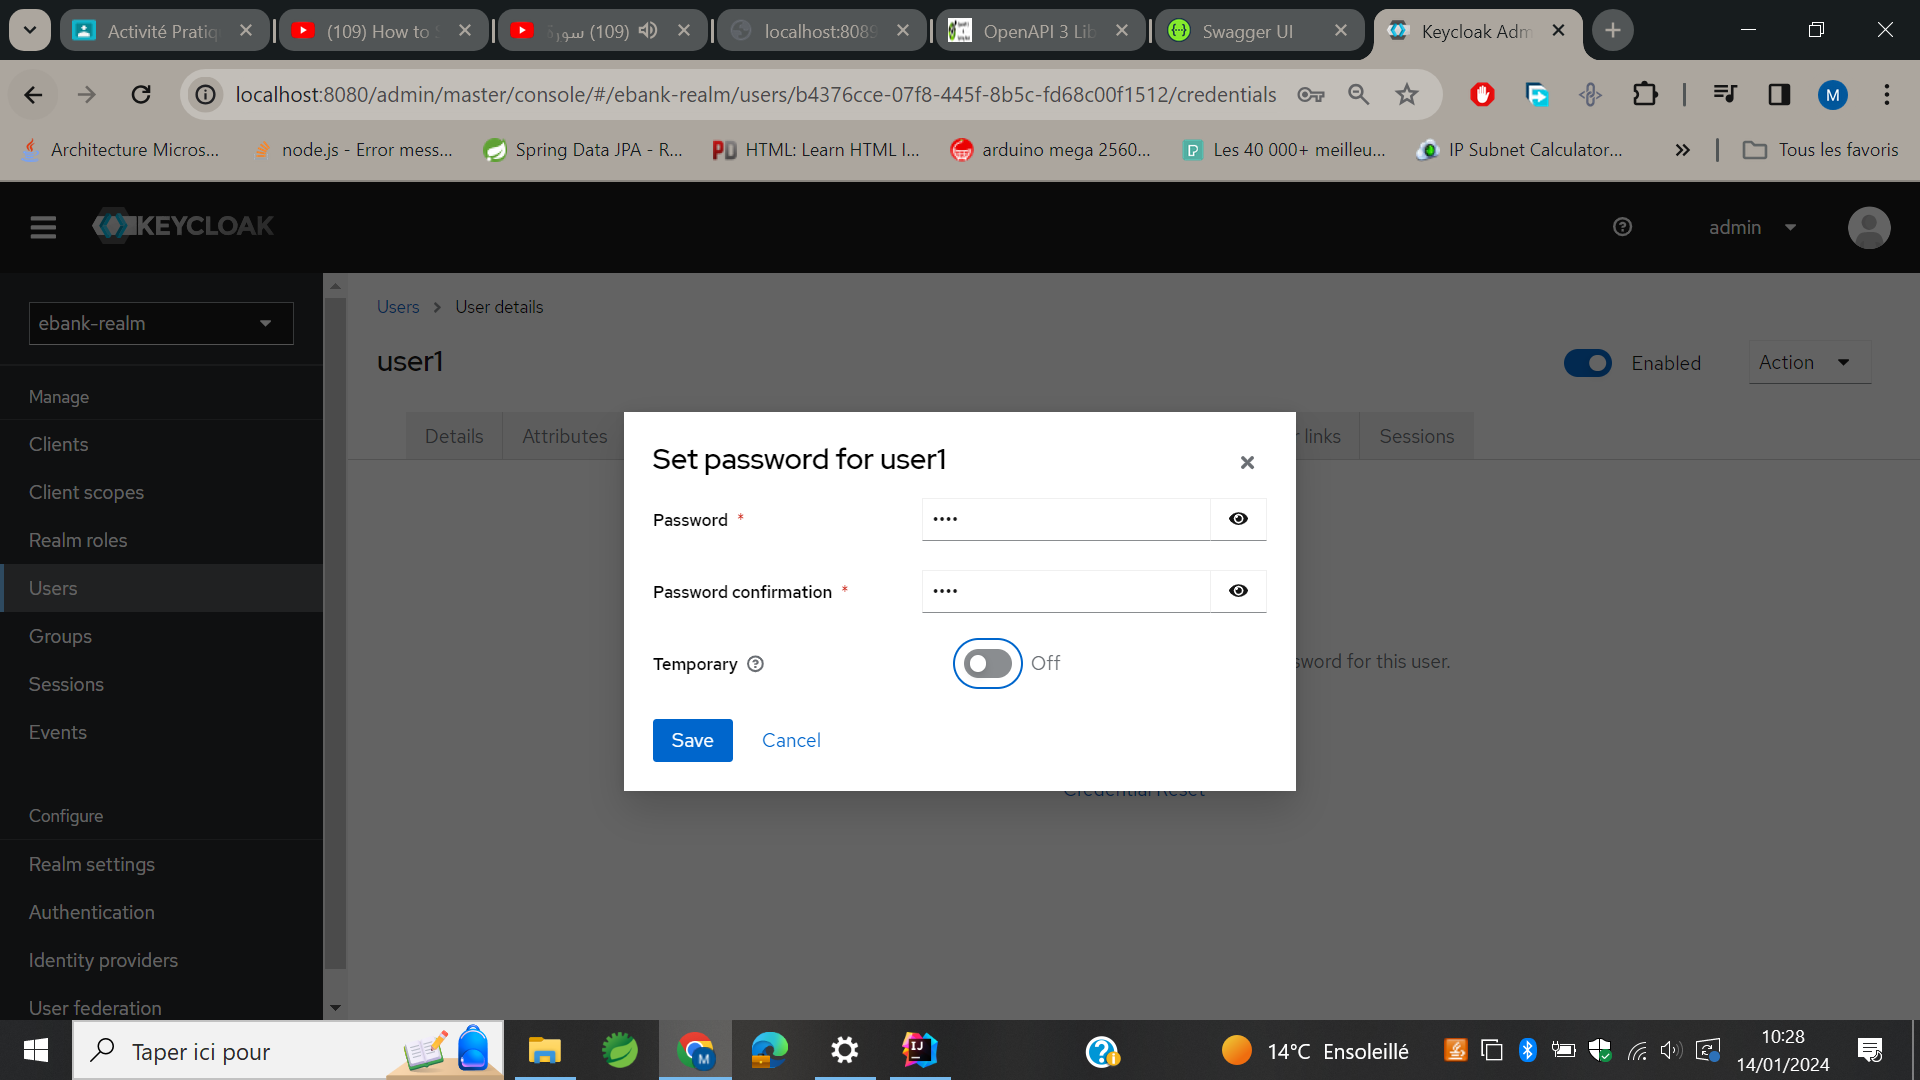 Activité Pratiq
(109) How to S
(109) سورة
localhost:8089
OpenAPI 3 Lib
Swagger UI
Keycloak Adm
localhost:8080/admin/master/console/#/ebank-realm/users/b4376cce-07f8-445f-8b5c-fd68c00f1512/credentials
M
Architecture Micros...
node.js - Error mess...
Spring Data JPA - R...
HTML: Learn HTML I...
arduino mega 2560...
Les 40 000+ meilleu...
IP Subnet Calculator...
Tous les favoris
KEYCLOAK
admin
ebank-realm
Manage
Clients
Client scopes
Realm roles
Users
Groups
Sessions
Events
Configure
Realm settings
Authentication
Identity providers
User federation
Users > User details
user1
Enabled
Action
Details
Attributes
links
Sessions
Set password for user1
Password *
••••
Password confirmation *
••••
Temporary
Off
Save
Cancel
sword for this user.
Credential Reset
Taper ici pour
14°C Ensoleillé
10:28
14/01/2024